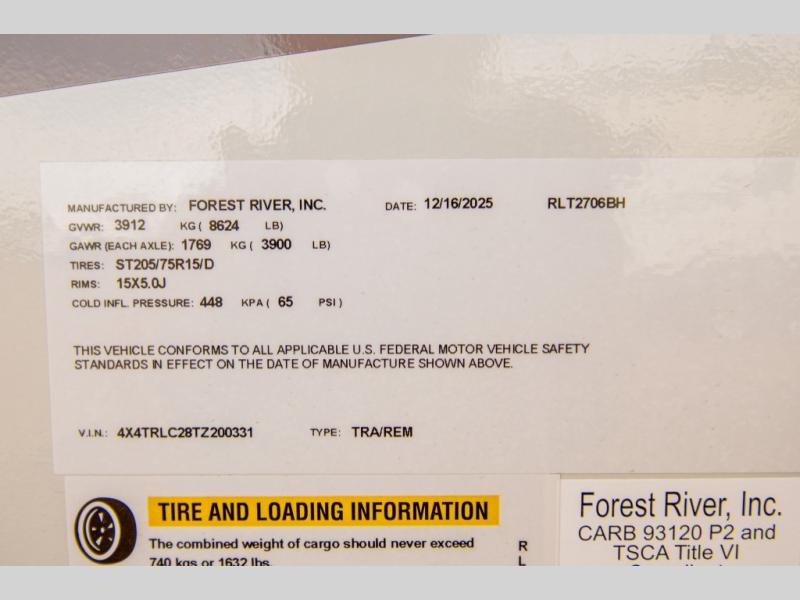 MANUFACTURED BY: FOREST RIVER, INC. DATE: 12/16/2025 RLT2706BH
GVWR: 3912 KG ( 8624 LB)
GAWR (EACH AXLE): 1769 KG ( 3900 LB)
TIRES: ST205/75R15/D
RIMS: 15X5.0J
COLD INFL. PRESSURE: 448 KPA ( 65 PSI )
THIS VEHICLE CONFORMS TO ALL APPLICABLE U.S. FEDERAL MOTOR VEHICLE SAFETY
STANDARDS IN EFFECT ON THE DATE OF MANUFACTURE SHOWN ABOVE.
V.I.N.: 4X4TRLC28TZ200331 TYPE: TRA/REM
TIRE AND LOADING INFORMATION
The combined weight of cargo should never exceed
740 kgs or 1632 lbs.
R
L
Forest River, Inc.
CARB 93120 P2 and
TSCA Title VI